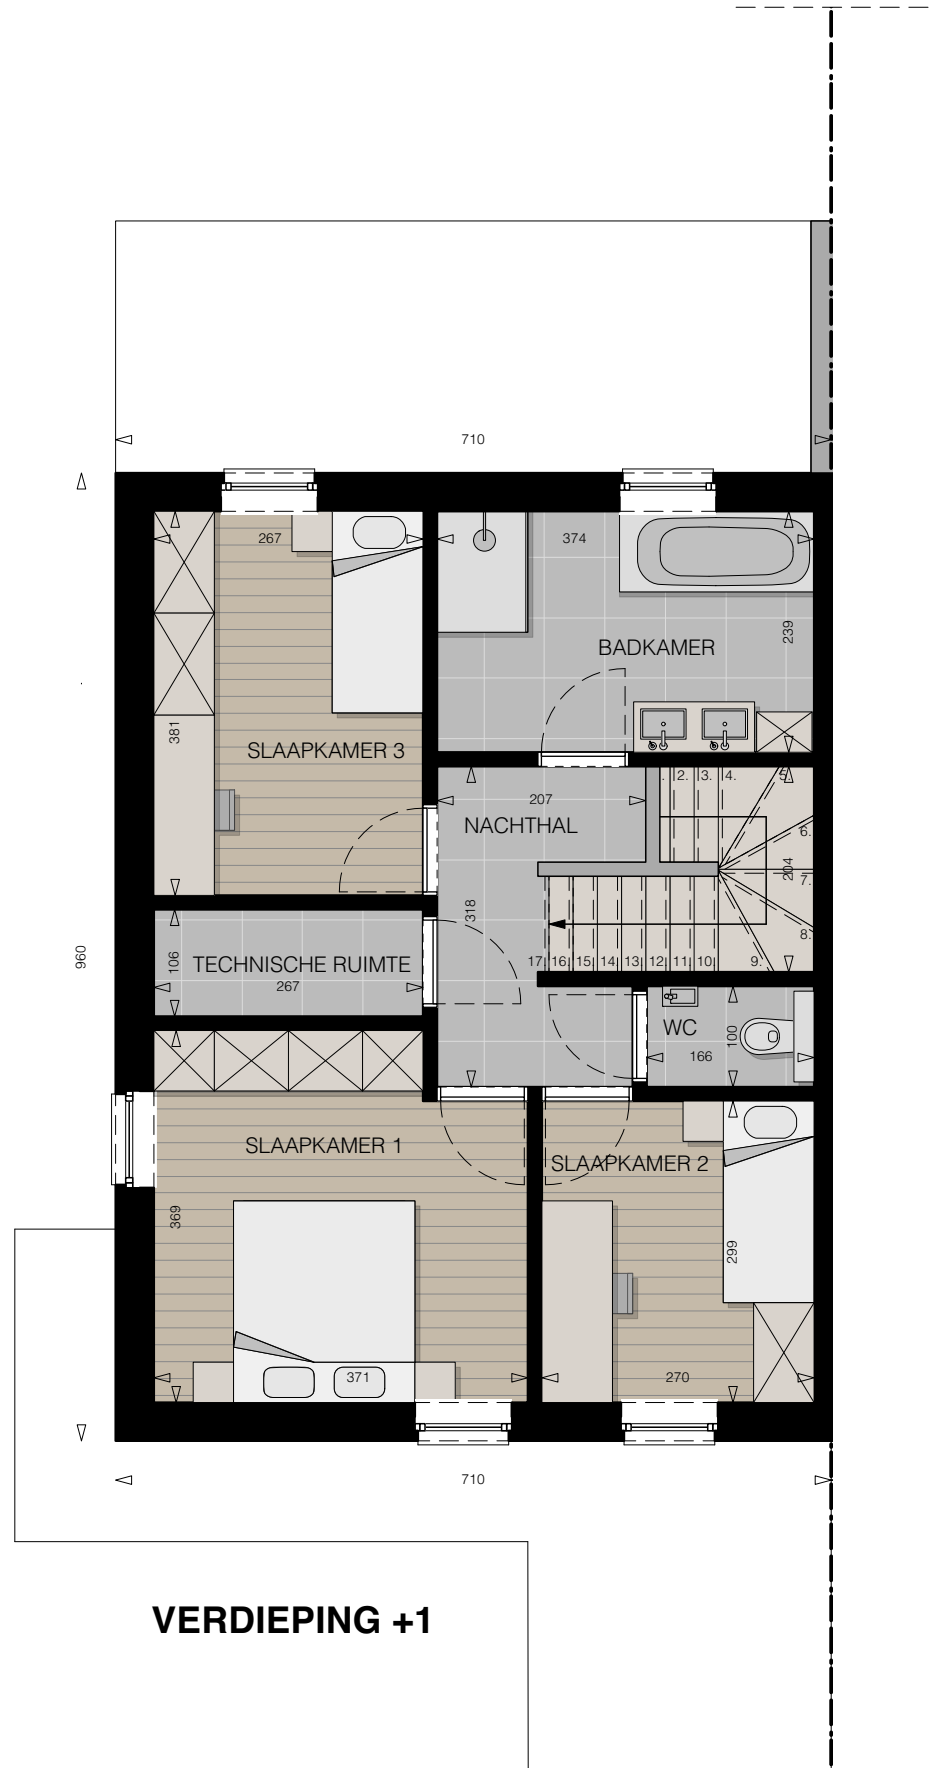 710
267
374
239
BADKAMER
381
SLAAPKAMER 3
2. 3. 4. 5.
207
NACHTHAL
6.
204
7.
318
8.
960
106
TECHNISCHE RUIMTE
267
17. 16. 15. 14. 13. 12. 11. 10. 9.
WC
100
166
SLAAPKAMER 1
SLAAPKAMER 2
369
299
371
270
710
VERDIEPING +1